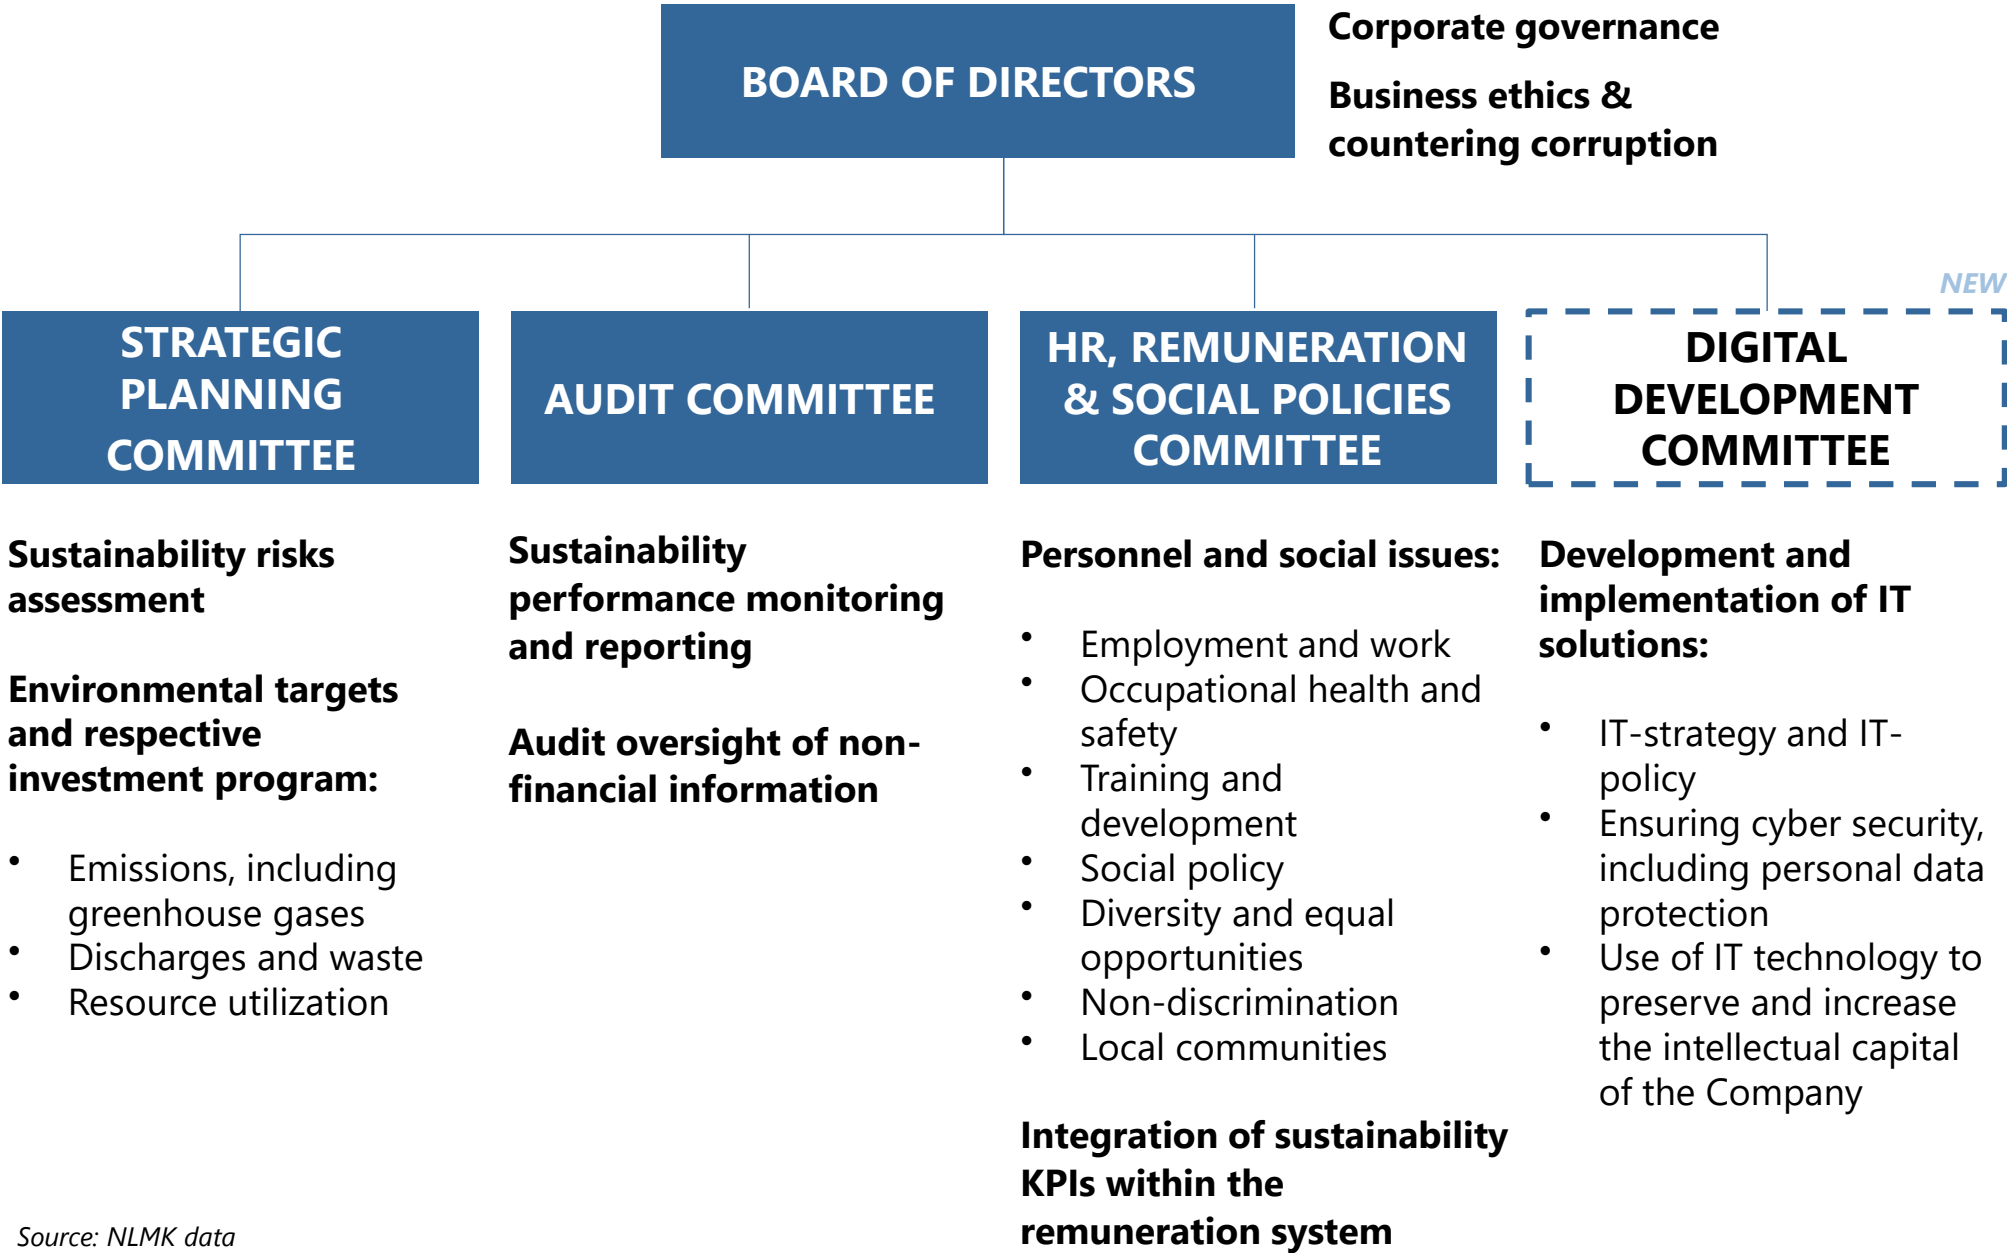 BOARD OF DIRECTORS
Corporate governance
Business ethics &
countering corruption
NEW
STRATEGIC
PLANNING
COMMITTEE
AUDIT COMMITTEE
HR, REMUNERATION
& SOCIAL POLICIES
COMMITTEE
DIGITAL
DEVELOPMENT
COMMITTEE
Sustainability risks
assessment
Environmental targets
and respective
investment program:
• Emissions, including
greenhouse gases
• Discharges and waste
• Resource utilization
Sustainability
performance monitoring
and reporting
Audit oversight of non-
financial information
Personnel and social issues:
• Employment and work
• Occupational health and
safety
• Training and
development
• Social policy
• Diversity and equal
opportunities
• Non-discrimination
• Local communities
Integration of sustainability
KPIs within the
remuneration system
Development and
implementation of IT
solutions:
• IT-strategy and IT-
policy
• Ensuring cyber security,
including personal data
protection
• Use of IT technology to
preserve and increase
the intellectual capital
of the Company
Source: NLMK data